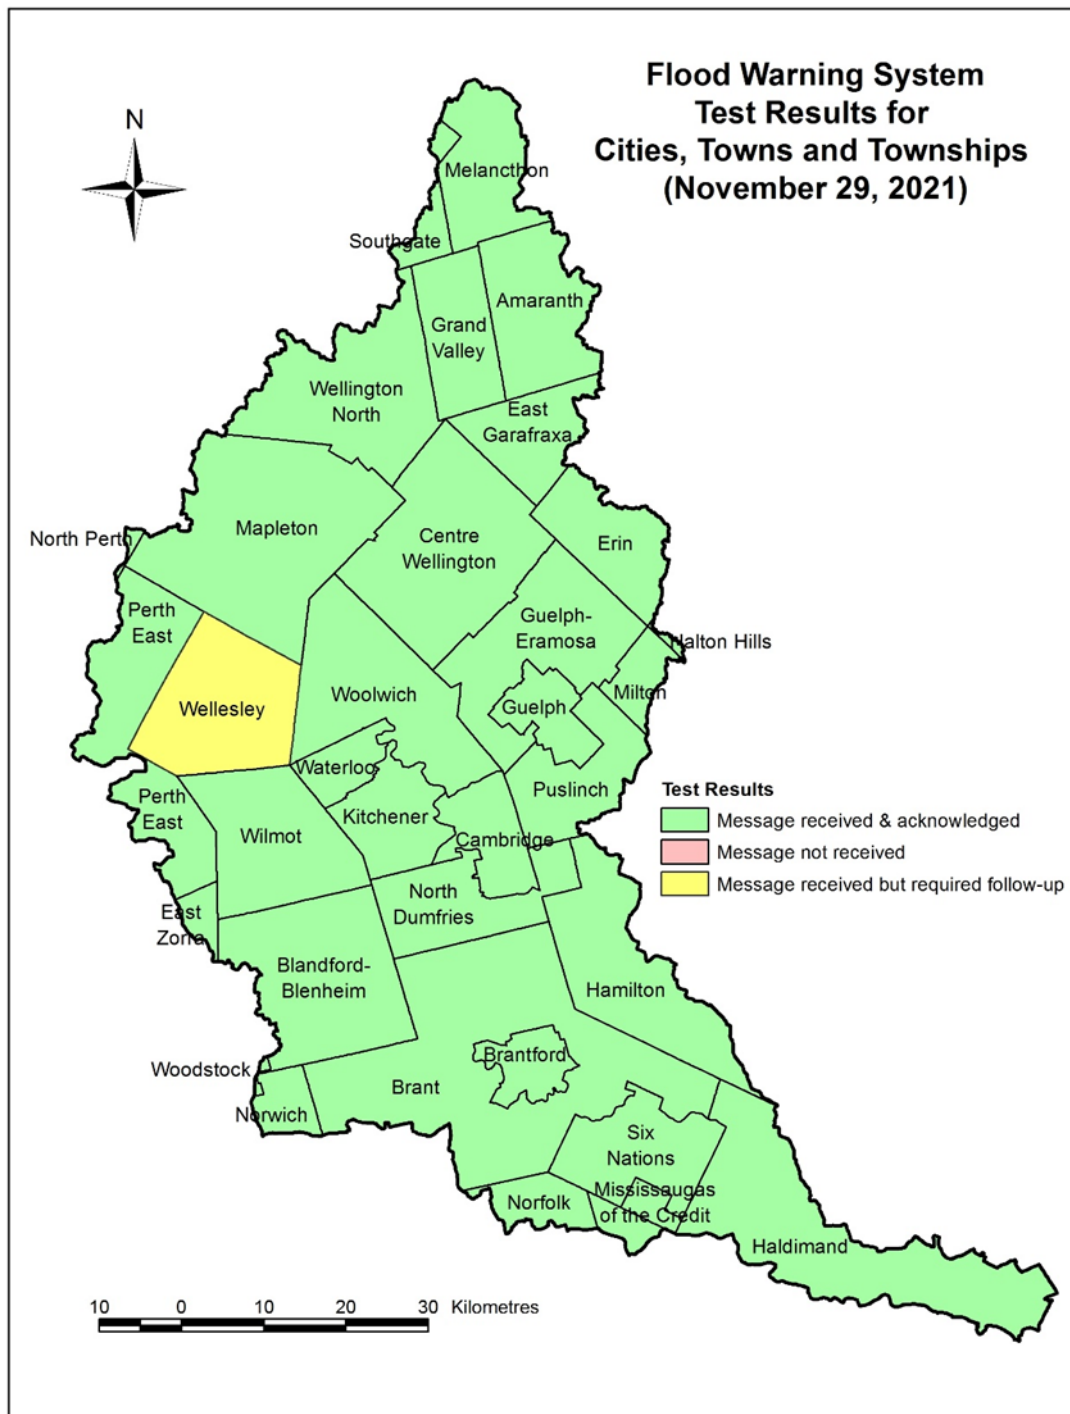 Flood Warning System
Test Results for
Cities, Towns and Townships
(November 29, 2021)
N
Melancthon
Southgate
Amaranth
Grand
Valley
Wellington
North
East
Garafraxa
Mapleton
North Perth
Centre
Wellington
Erin
Perth
East
Guelph-
Eramosa
Halton Hills
Milton
Woolwich
Wellesley
Guelph
Waterloo
Puslinch
Perth
East
Kitchener
Wilmot
Cambridge
Test Results
Message received & acknowledged
Message not received
Message received but required follow-up
North
Dumfries
East
Zorra
Blandford-
Blenheim
Hamilton
Woodstock
Brantford
Brant
Norwich
Six
Nations
Mississaugas
of the Credit
Norfolk
Haldimand
10 0 10 20 30 Kilometres